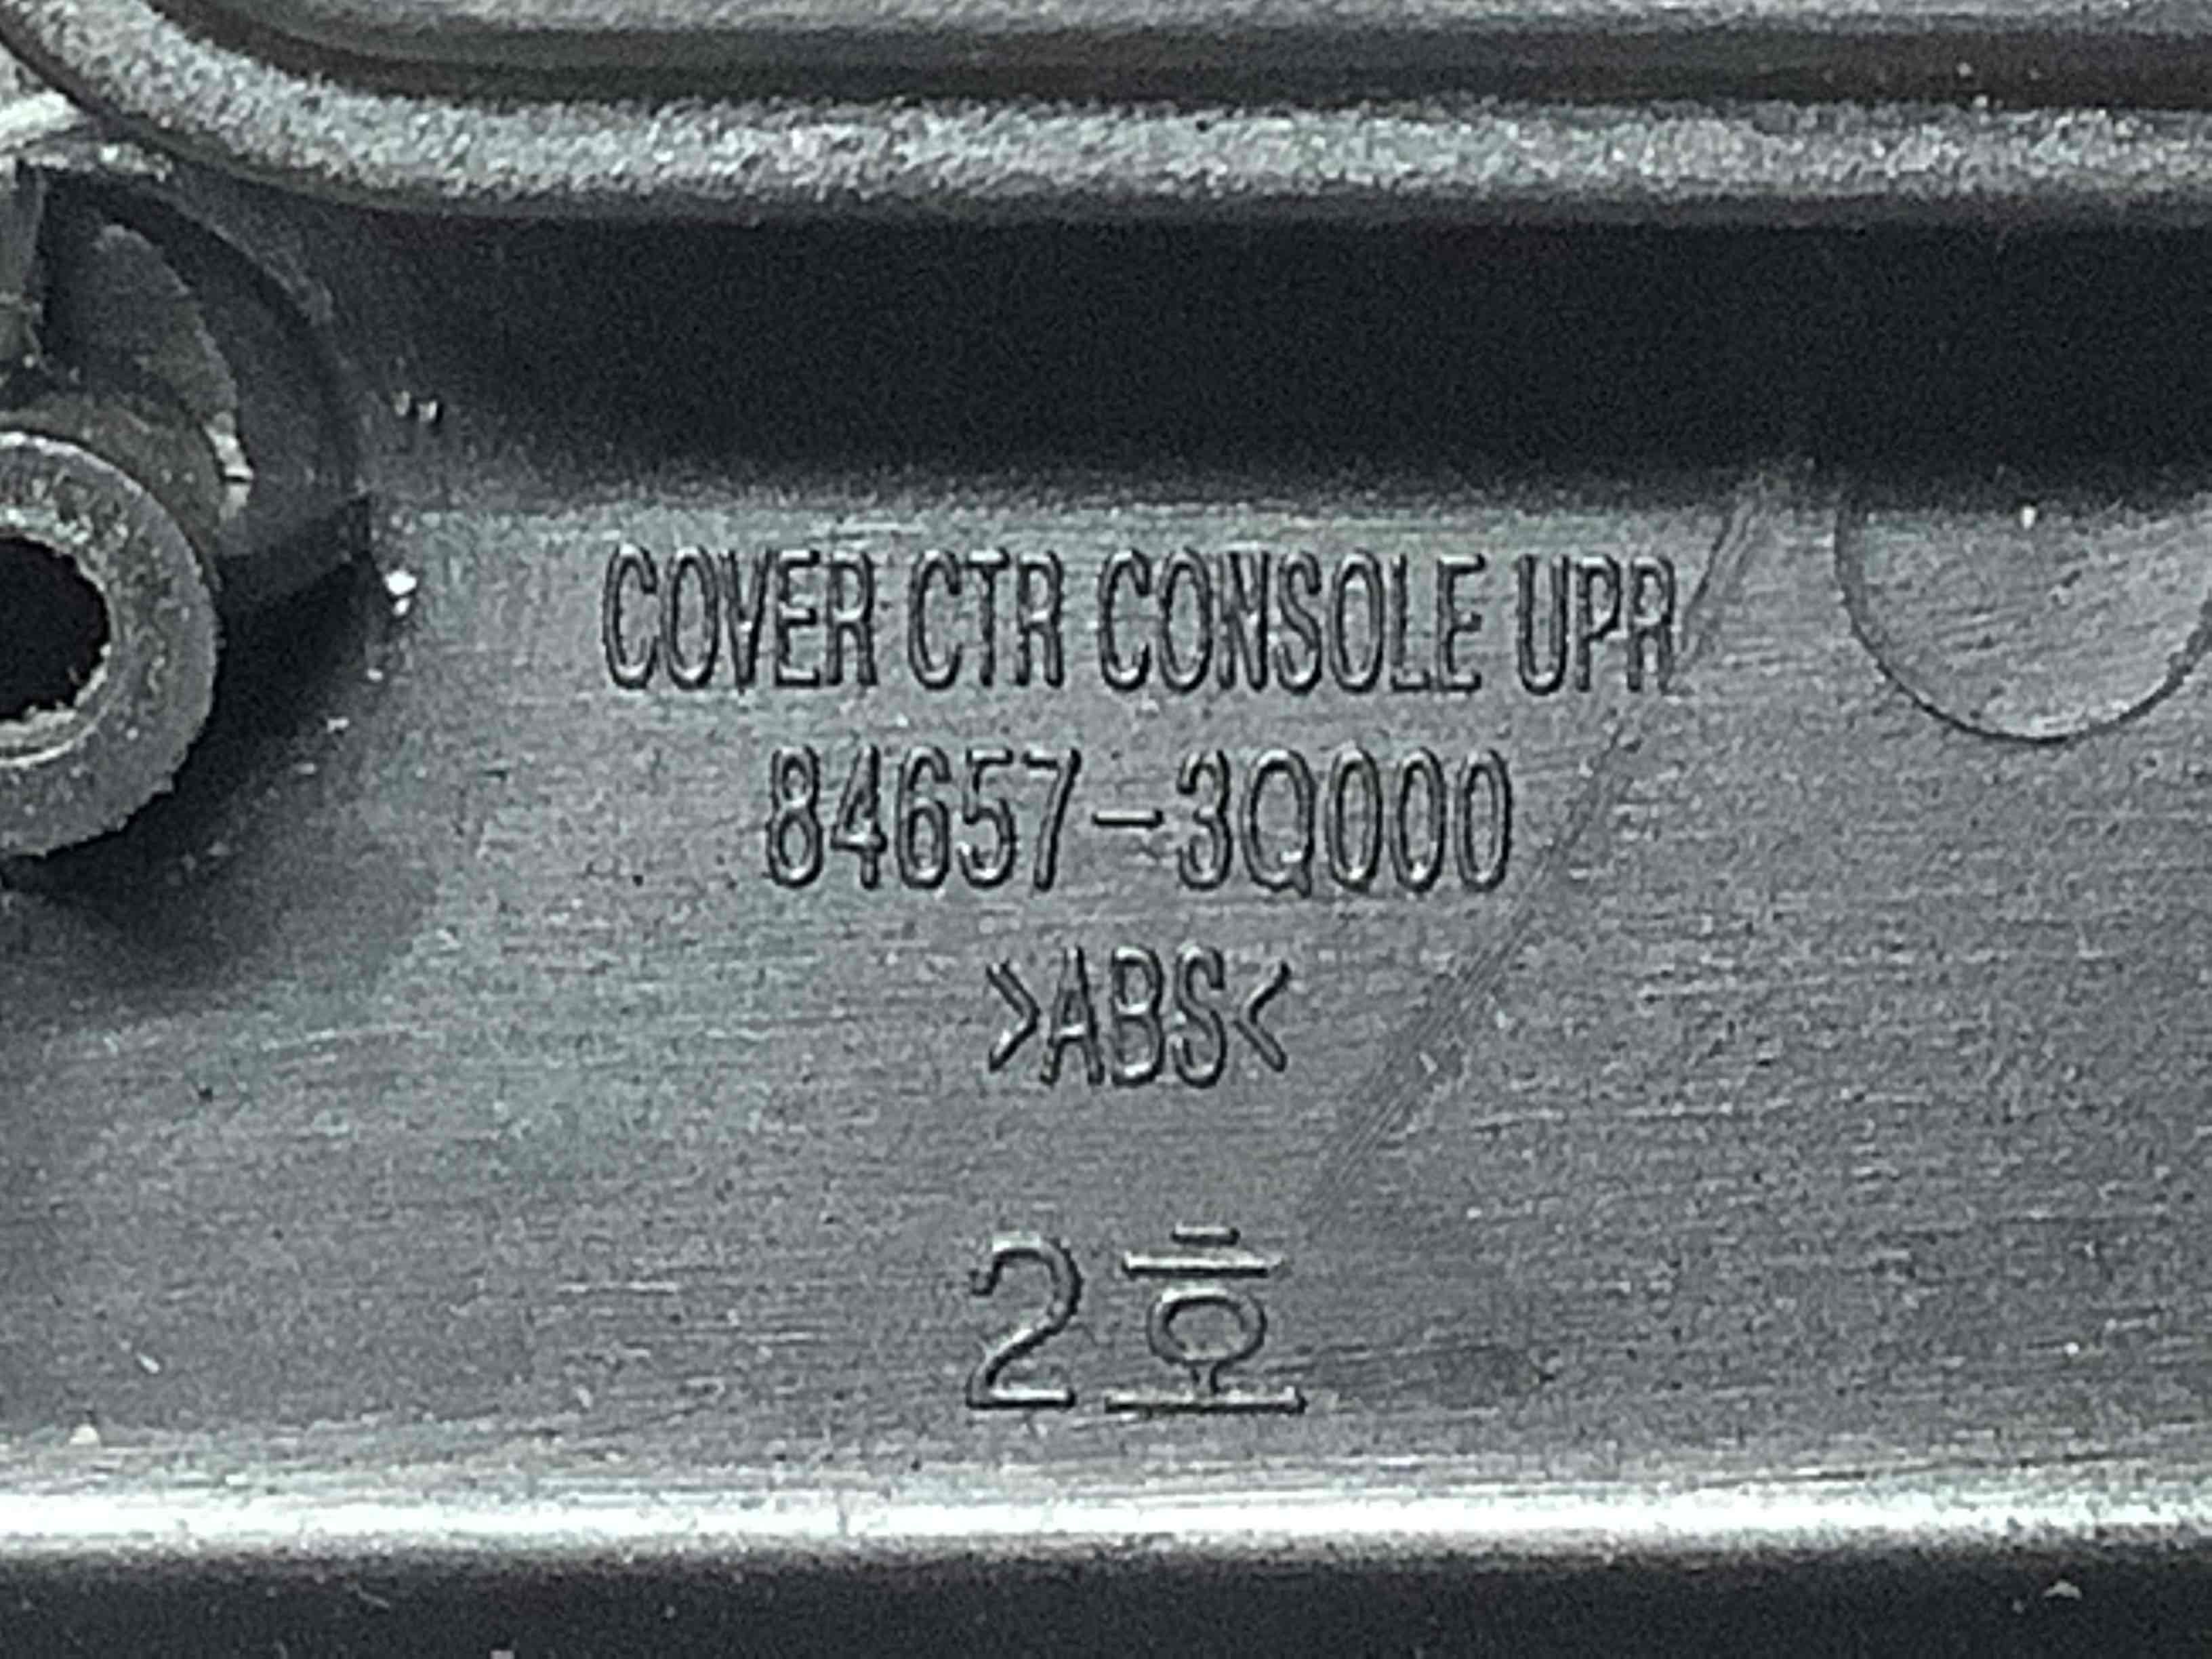 COVER CTR CONSOLE UPR
84657-3Q000
>ABS<
2호